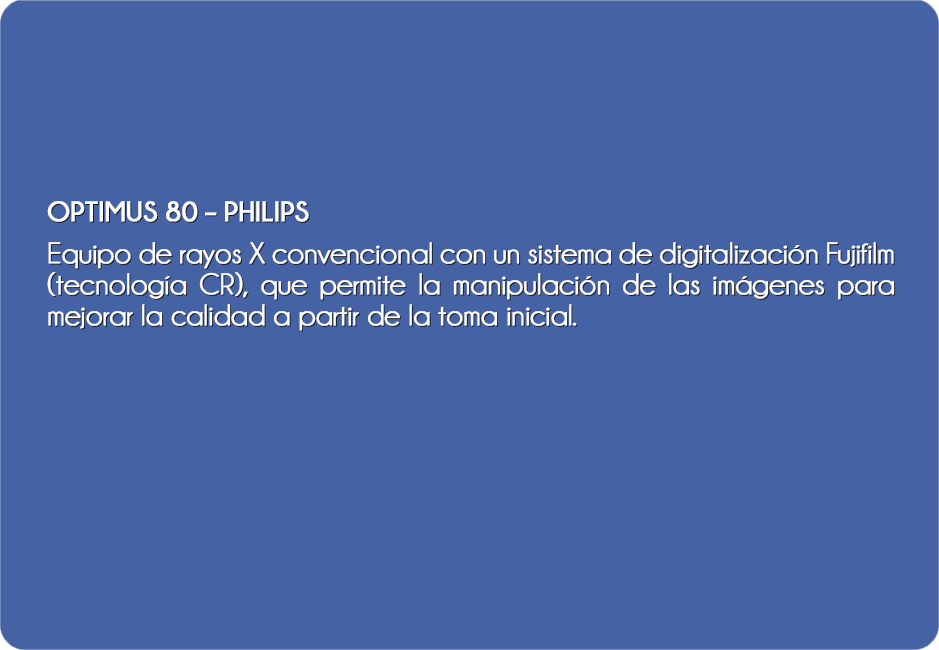 OPTIMUS 80 – PHILIPS
Equipo de rayos X convencional con un sistema de digitalización Fujifilm
(tecnología CR), que permite la manipulación de las imágenes para
mejorar la calidad a partir de la toma inicial.